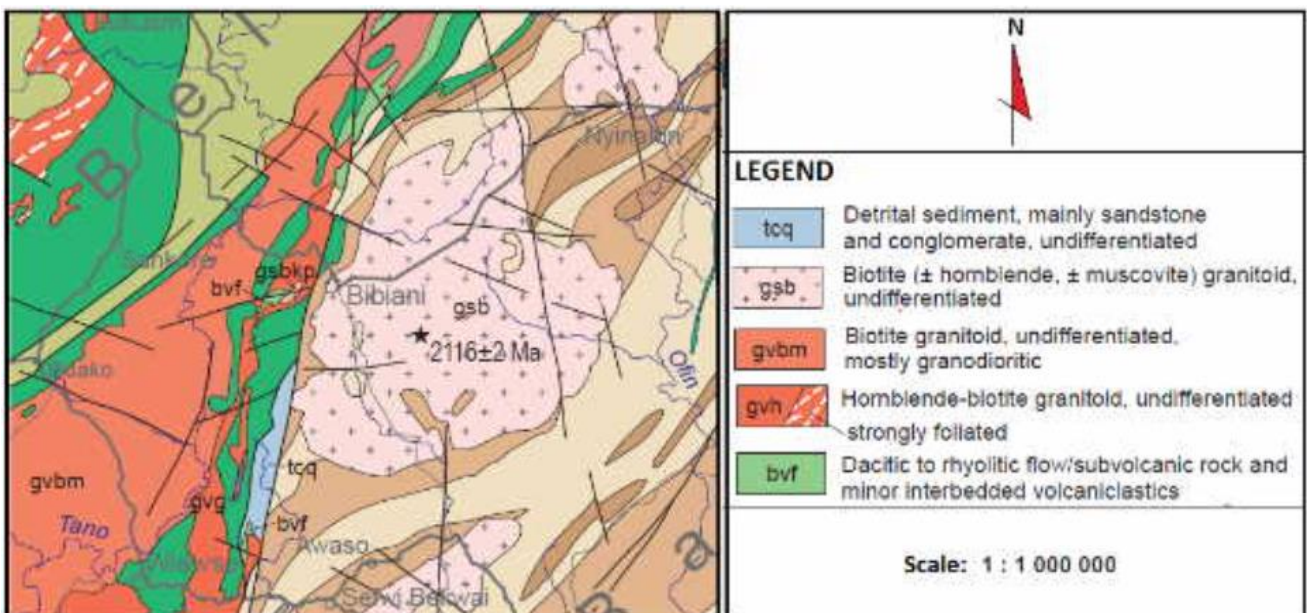 B
e
l
Nyinahin
Sankore
gsbkp
bvf
Bibiani
gsb
2116±2 Ma
Ofin
gvbm
tcq
gvg
Tano
bvf
Awaso
Sefwi Bekwai
a
N
LEGEND
tcq
Detrital sediment, mainly sandstone
and conglomerate, undifferentiated
gsb
Biotite (± hornblende, ± muscovite) granitoid,
undifferentiated
gvbm
Biotite granitoid, undifferentiated,
mostly granodioritic
gvh
Hornblende-biotite granitoid, undifferentiated
strongly foliated
bvf
Dacitic to rhyolitic flow/subvolcanic rock and
minor interbedded volcaniclastics
Scale: 1 : 1 000 000